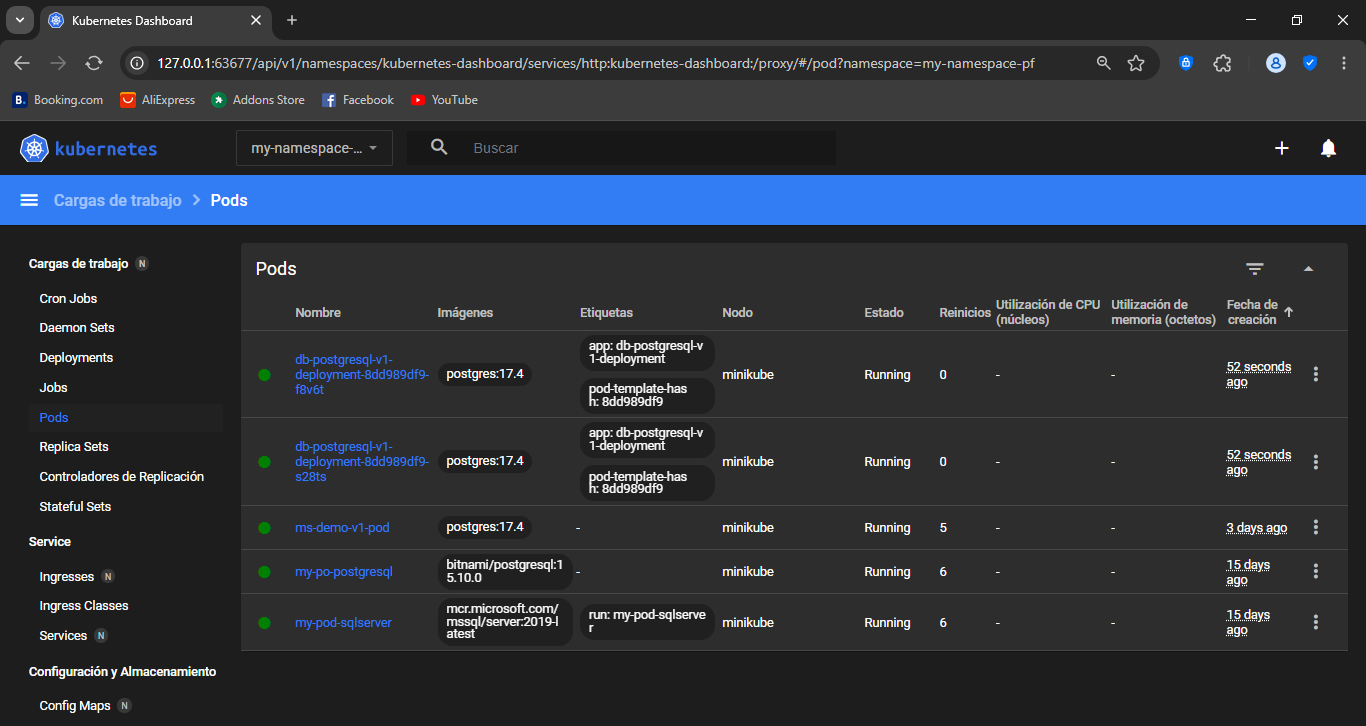 Kubernetes Dashboard
127.0.0.1:63677/api/v1/namespaces/kubernetes-dashboard/services/http:kubernetes-dashboard:/proxy/#/pod?namespace=my-namespace-pf
B. Booking.com AliExpress Addons Store Facebook YouTube
kubernetes my-namespace-... Buscar
Cargas de trabajo Pods
Cargas de trabajo N
Cron Jobs
Daemon Sets
Deployments
Jobs
Pods
Replica Sets
Controladores de Replicación
Stateful Sets
Service
Ingresses N
Ingress Classes
Services N
Configuración y Almacenamiento
Config Maps N
Pods
Nombre Imágenes Etiquetas Nodo Estado Reinicios Utilización de CPU Utilización de Fecha de
(núcleos) memoria (octetos) creación
db-postgresql-v1-
deployment-8dd989df9-
f8v6t
postgres:17.4
app: db-postgresql-v
1-deployment
pod-template-has
h: 8dd989df9
minikube Running 0 - -
52 seconds
ago
db-postgresql-v1-
deployment-8dd989df9-
s28ts
postgres:17.4
app: db-postgresql-v
1-deployment
pod-template-has
h: 8dd989df9
minikube Running 0 - -
52 seconds
ago
ms-demo-v1-pod postgres:17.4 - minikube Running 5 - - 3 days ago
my-po-postgresql
bitnami/postgresql:1
5.10.0
- minikube Running 6 - -
15 days
ago
my-pod-sqlserver
mcr.microsoft.com/
mssql/server:2019-l
atest
run: my-pod-sqlserve
r
minikube Running 6 - -
15 days
ago